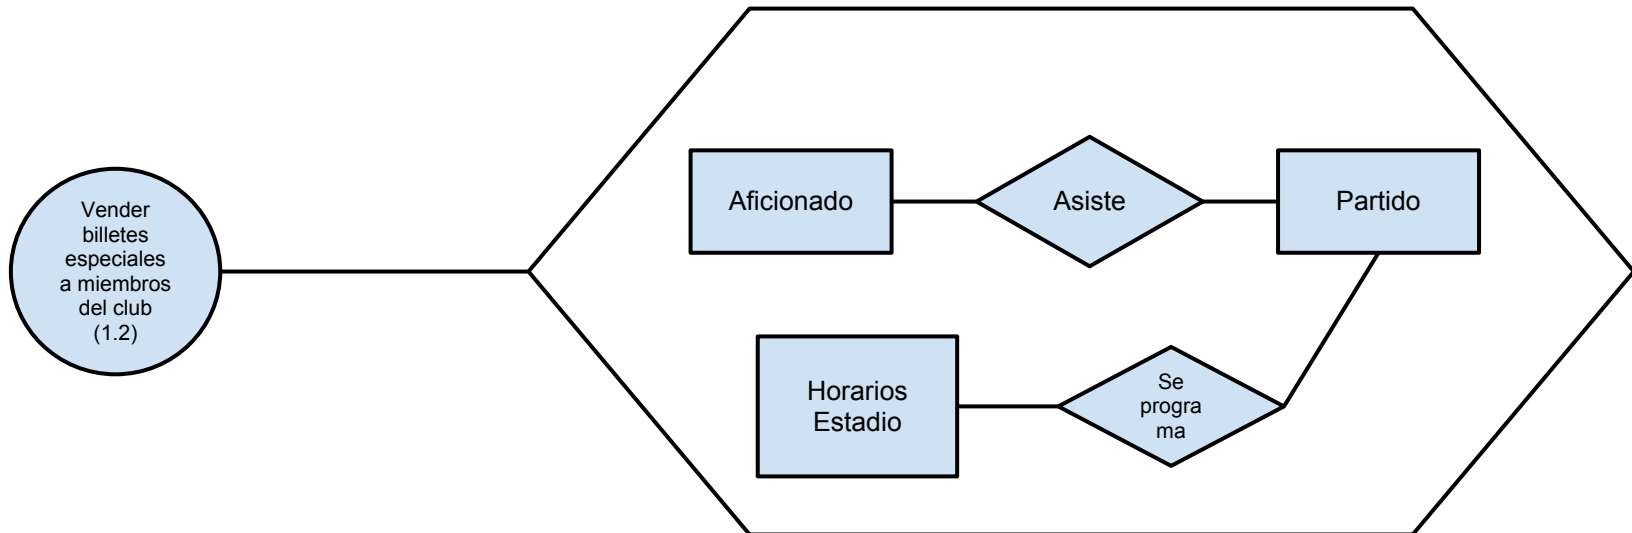 Vender
billetes
especiales
a miembros
del club
(1.2)
Aficionado
Asiste
Partido
Horarios
Estadio
Se
progra
ma